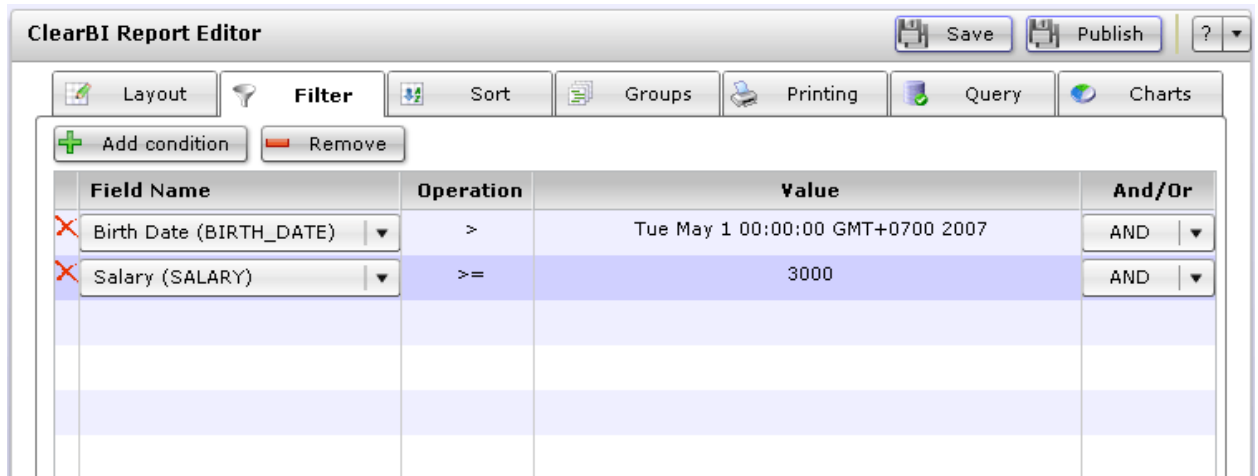 ClearBI Report Editor Save Publish ?
Layout Filter Sort Groups Printing Query Charts
Add condition Remove
Field Name Operation Value And/Or
Birth Date (BIRTH_DATE) > Tue May 1 00:00:00 GMT+0700 2007 AND
Salary (SALARY) >= 3000 AND